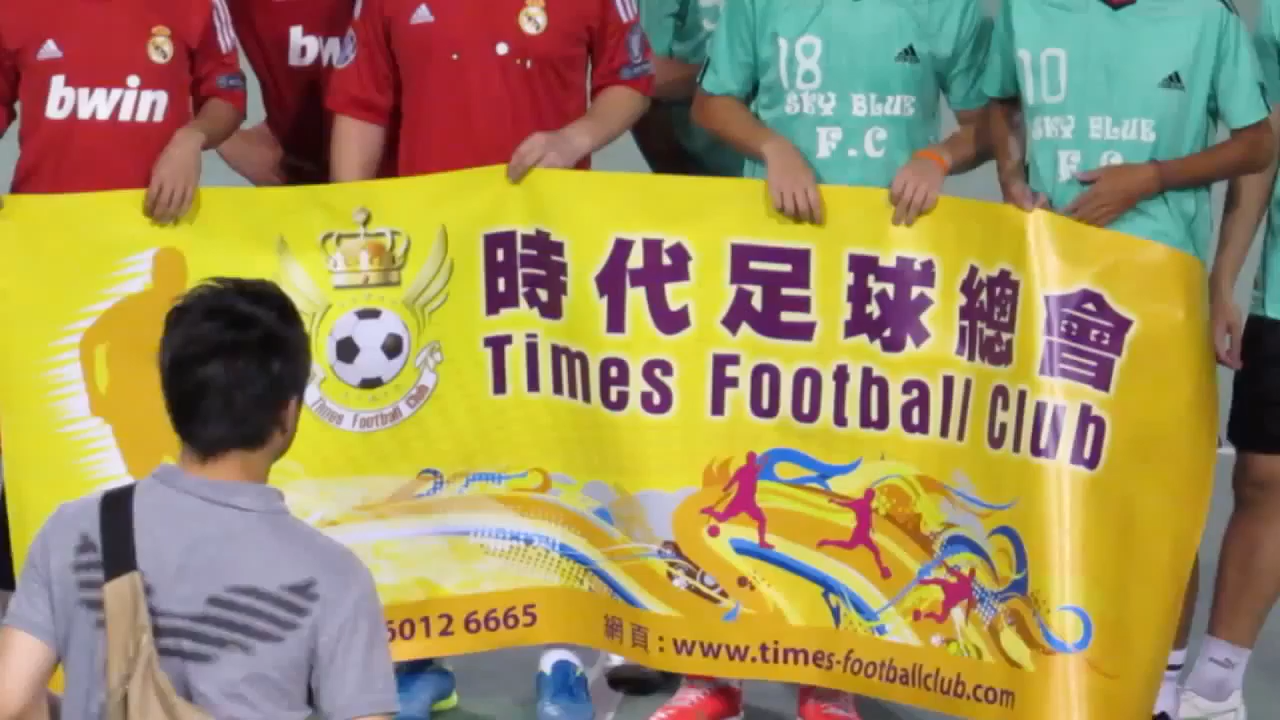 bwin
bw
18
SKY BLUE
F.C
10
SKY BLUE
F.C
時代足球總會
Times Football Club
Times Football Club
6012 6665
網頁 : www.times-footballclub.com